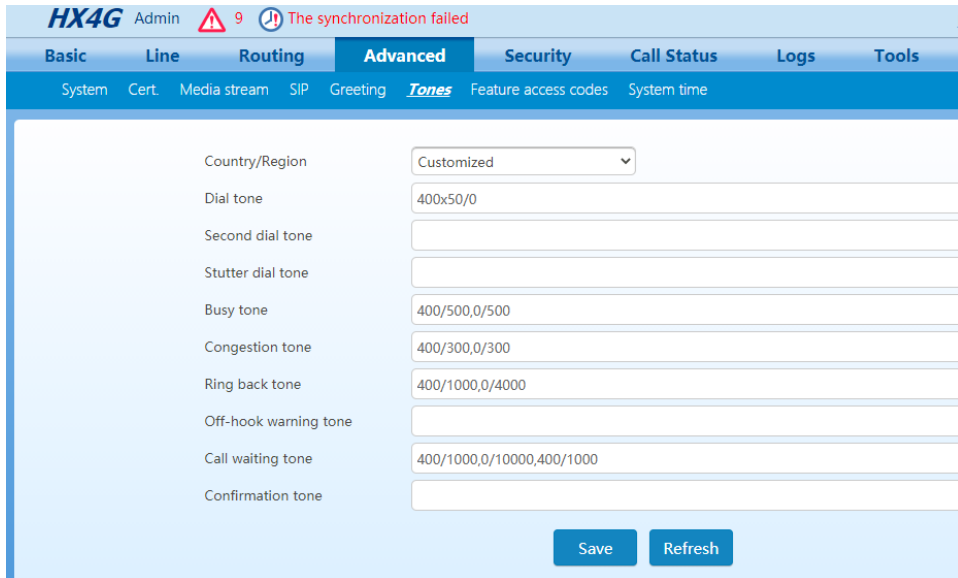 HX4G Admin 9 The synchronization failed
Basic Line Routing Advanced Security Call Status Logs Tools
System Cert. Media stream SIP Greeting Tones Feature access codes System time
Country/Region Customized
Dial tone 400x50/0
Second dial tone
Stutter dial tone
Busy tone 400/500,0/500
Congestion tone 400/300,0/300
Ring back tone 400/1000,0/4000
Off-hook warning tone
Call waiting tone 400/1000,0/10000,400/1000
Confirmation tone
Save Refresh